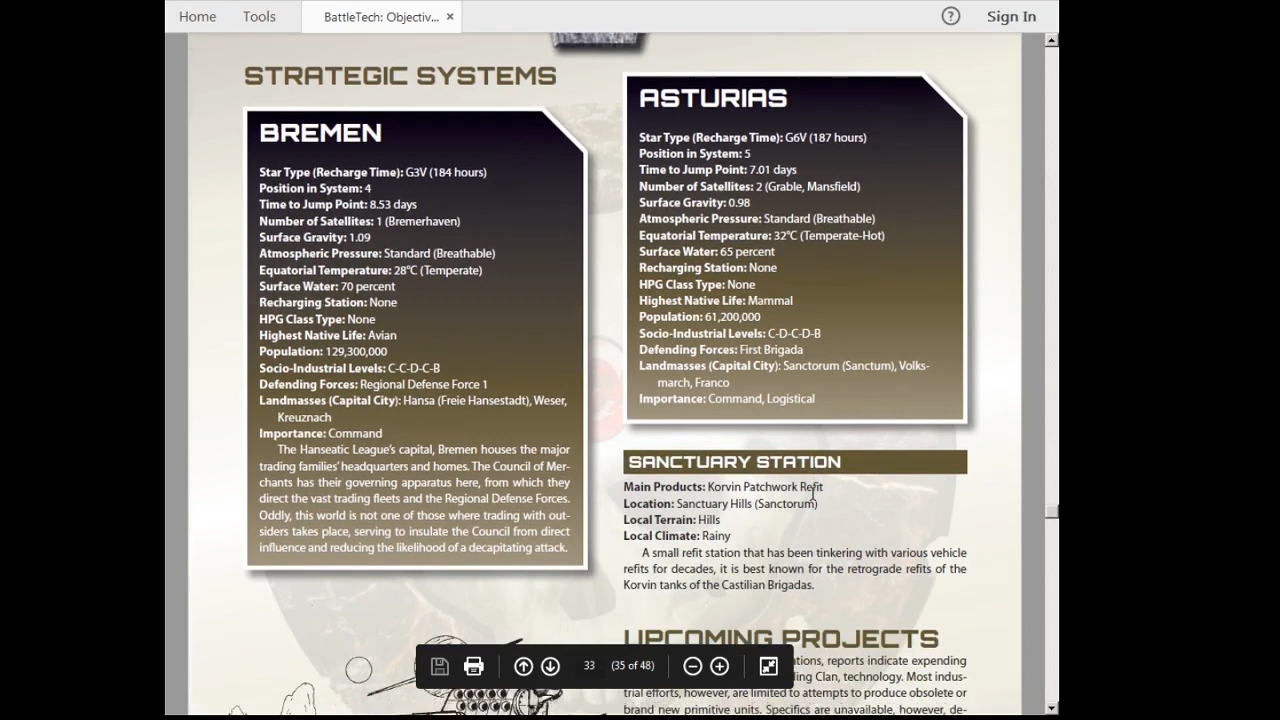 Home
Tools
BattleTech: Objectiv... ×
?
Sign In
STRATEGIC SYSTEMS
BREMEN
Star Type (Recharge Time): G3V (184 hours)
Position in System: 4
Time to Jump Point: 8.53 days
Number of Satellites: 1 (Bremerhaven)
Surface Gravity: 1.09
Atmospheric Pressure: Standard (Breathable)
Equatorial Temperature: 28°C (Temperate)
Surface Water: 70 percent
Recharging Station: None
HPG Class Type: None
Highest Native Life: Avian
Population: 129,300,000
Socio-Industrial Levels: C-C-D-C-B
Defending Forces: Regional Defense Force 1
Landmasses (Capital City): Hansa (Freie Hansestadt), Weser,
Kreuznach
Importance: Command
The Hanseatic League's capital, Bremen houses the major
trading families' headquarters and homes. The Council of Mer-
chants has their governing apparatus here, from which they
direct the vast trading fleets and the Regional Defense Forces.
Oddly, this world is not one of those where trading with out-
siders takes place, serving to insulate the Council from direct
influence and reducing the likelihood of a decapitating attack.
ASTURIAS
Star Type (Recharge Time): G6V (187 hours)
Position in System: 5
Time to Jump Point: 7.01 days
Number of Satellites: 2 (Grable, Mansfield)
Surface Gravity: 0.98
Atmospheric Pressure: Standard (Breathable)
Equatorial Temperature: 32°C (Temperate-Hot)
Surface Water: 65 percent
Recharging Station: None
HPG Class Type: None
Highest Native Life: Mammal
Population: 61,200,000
Socio-Industrial Levels: C-D-C-D-B
Defending Forces: First Brigada
Landmasses (Capital City): Sanctorum (Sanctum), Volks-
march, Franco
Importance: Command, Logistical
SANCTUARY STATION
Main Products: Korvin Patchwork Refit
Location: Sanctuary Hills (Sanctorum)
Local Terrain: Hills
Local Climate: Rainy
A small refit station that has been tinkering with various vehicle
refits for decades, it is best known for the retrograde refits of the
Korvin tanks of the Castilian Brigadas.
UPCOMING PROJECTS
ations, reports indicate expending
ling Clan, technology. Most indus-
trial efforts, however, are limited to attempts to produce obsolete or
brand new primitive units. Specifics are unavailable, however, de-
33 (35 of 48)